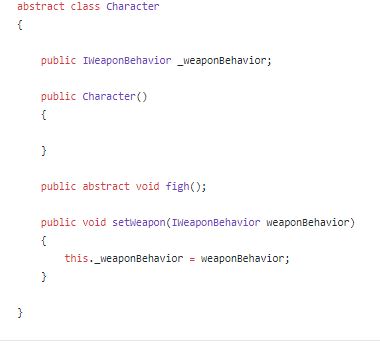 abstract class Character
{
public IWeaponBehavior _weaponBehavior;
public Character()
{
}
public abstract void figh();
public void setWeapon(IWeaponBehavior weaponBehavior)
{
this._weaponBehavior = weaponBehavior;
}
}